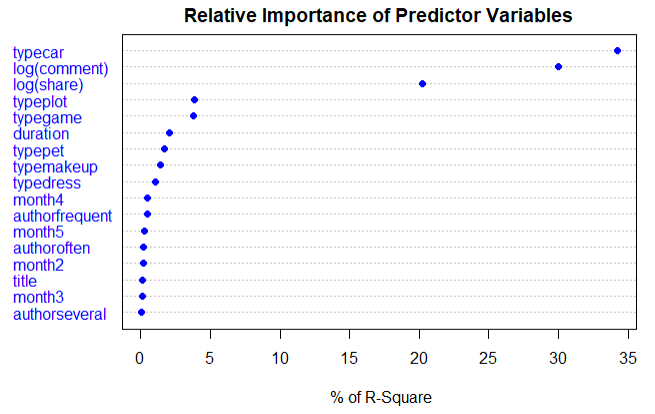 Relative Importance of Predictor Variables
typecar
log(comment)
log(share)
typeplot
typegame
duration
typepet
typemakeup
typedress
month4
authorfrequent
month5
authoroften
month2
title
month3
authorseveral
0 5 10 15 20 25 30 35
% of R-Square